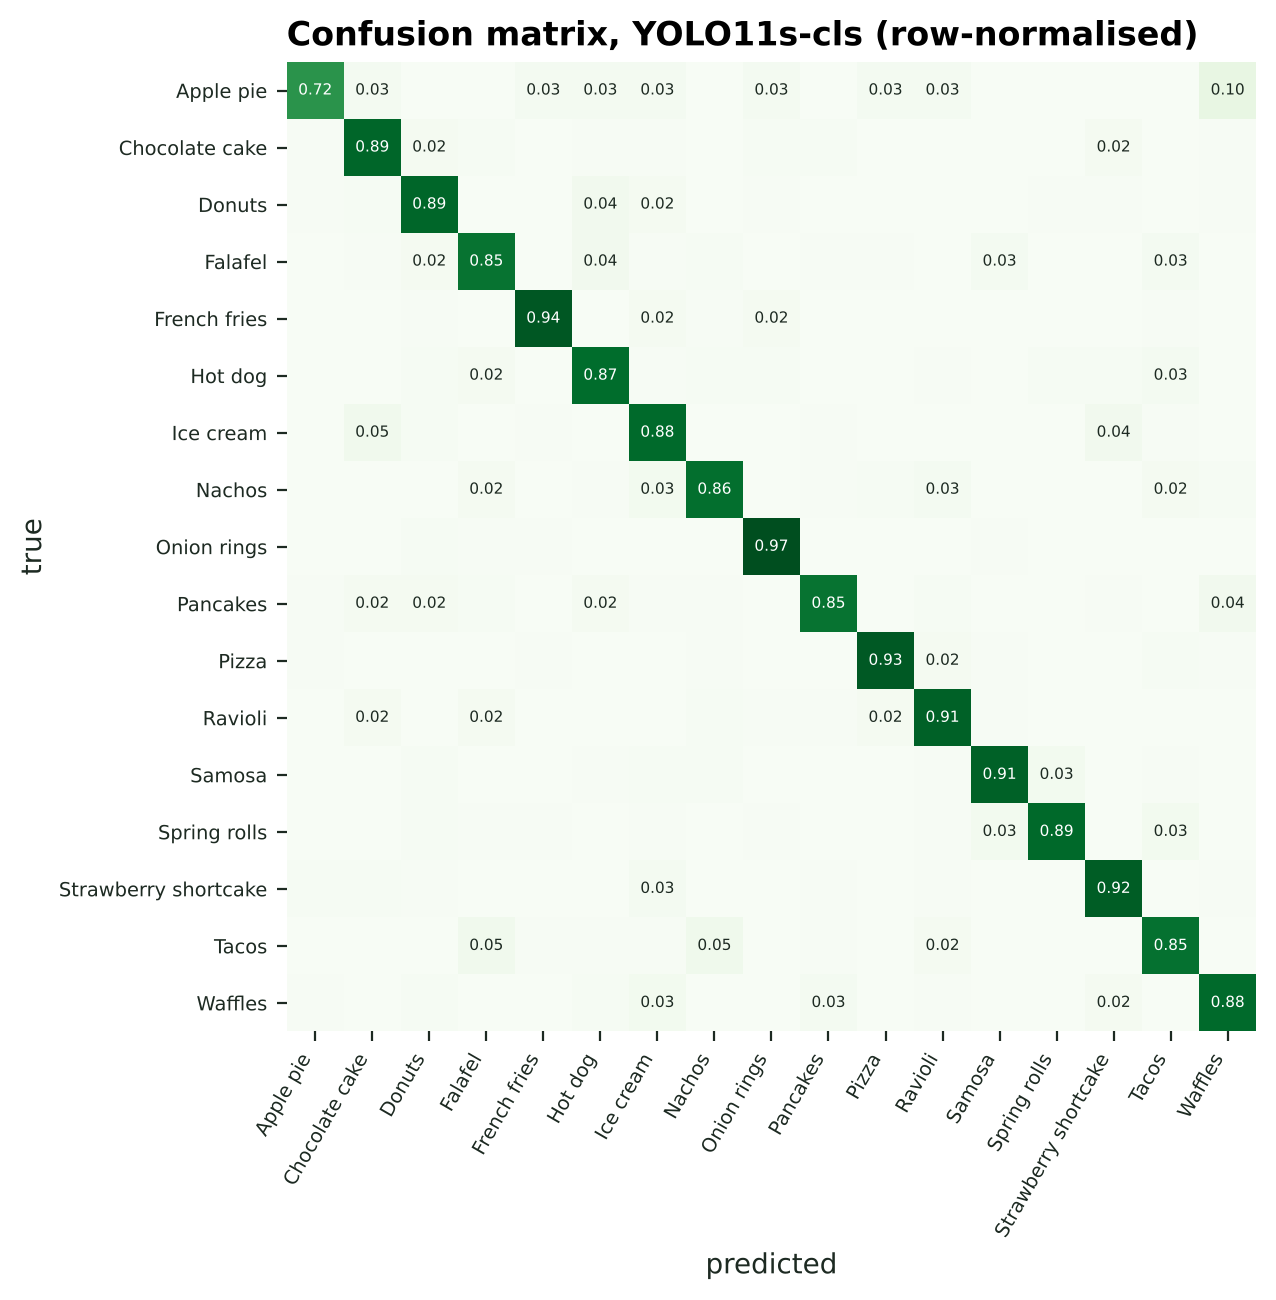 Confusion matrix, YOLO11s-cls (row-normalised)
Apple pie 0.72 0.03 0.03 0.03 0.03 0.03 0.03 0.03 0.10
Chocolate cake 0.89 0.02 0.02
Donuts 0.89 0.04 0.02
Falafel 0.02 0.85 0.04 0.03 0.03
French fries 0.94 0.02 0.02
Hot dog 0.02 0.87 0.03
Ice cream 0.05 0.88 0.04
Nachos 0.02 0.03 0.86 0.03 0.02
Onion rings 0.97
Pancakes 0.02 0.02 0.02 0.85 0.04
Pizza 0.93 0.02
Ravioli 0.02 0.02 0.02 0.91
Samosa 0.91 0.03
Spring rolls 0.03 0.89 0.03
Strawberry shortcake 0.03 0.92
Tacos 0.05 0.05 0.02 0.85
Waffles 0.03 0.03 0.02 0.88
true
Apple pie
Chocolate cake
Donuts
Falafel
French fries
Hot dog
Ice cream
Nachos
Onion rings
Pancakes
Pizza
Ravioli
Samosa
Spring rolls
Strawberry shortcake
Tacos
Waffles
predicted